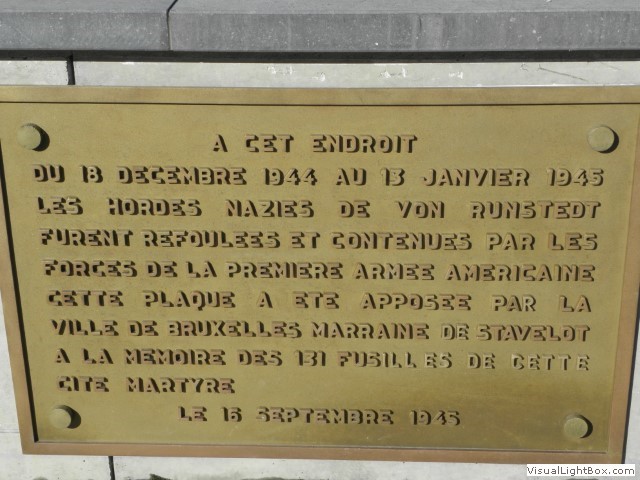 A CET ENDROIT
DU 18 DECEMBRE 1944 AU 13 JANVIER 1945
LES HORDES NAZIES DE VON RUNSTEDT
FURENT REFOULEES ET CONTENUES PAR LES
FORCES DE LA PREMIERE ARMEE AMERICAINE
CETTE PLAQUE A ETE APPOSEE PAR LA
VILLE DE BRUXELLES MARRAINE DE STAVELOT
A LA MEMOIRE DES 131 FUSILLES DE CETTE
CITE MARTYRE
LE 16 SEPTEMBRE 1945
VisualLightBox.com